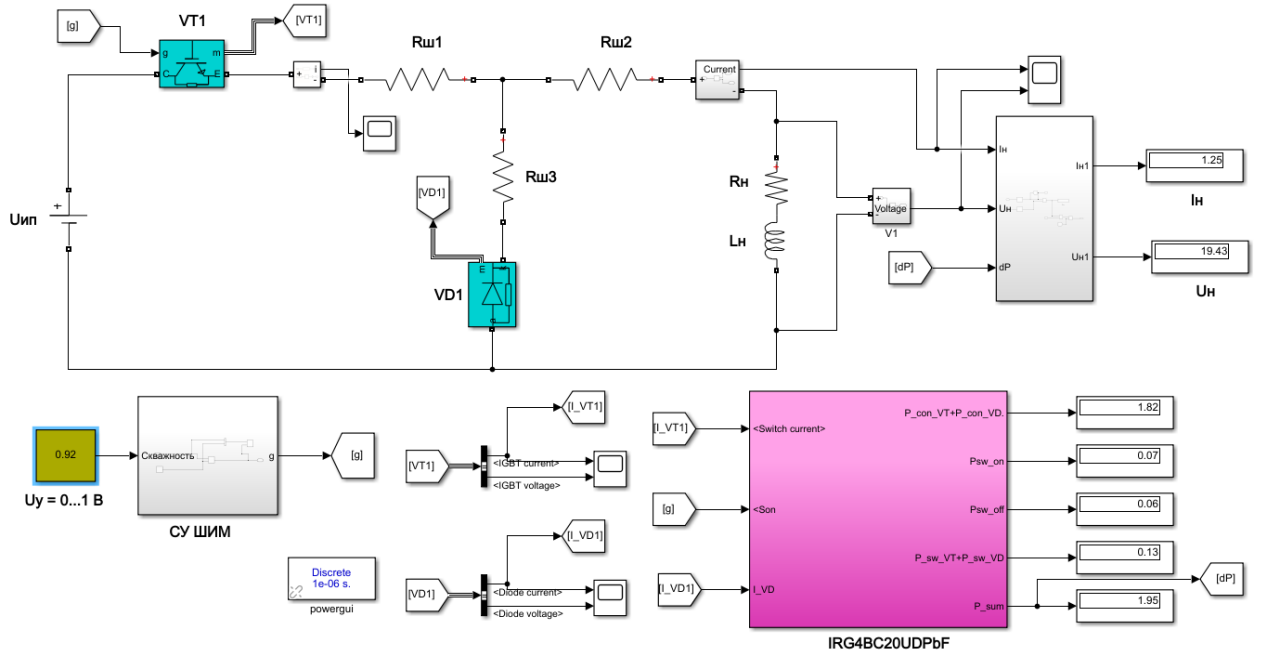 [g]
VT1
[VT1]
g
m
C
E
+
-
i
Rш1
Rш2
+
+
Current
+
-
Uип
+
[VD1]
Rш3
+
E
VD1
Rн
+
Lн
+
Voltage
-
V1
[dP]
Iн
Uн
dP
Iн1
Uн1
1.25
Iн
19.43
Uн
0.92
Uу = 0...1 В
Скважность
g
СУ ШИМ
[g]
Discrete
1e-06 s.
powergui
[VT1]
[I_VT1]
<IGBT current>
<IGBT voltage>
[VD1]
[I_VD1]
<Diode current>
<Diode voltage>
[I_VT1]
[g]
[I_VD1]
<Switch current>
<Son
I_VD
P_con_VT+P_con_VD.
Psw_on
Psw_off
P_sw_VT+P_sw_VD
P_sum
1.82
0.07
0.06
0.13
1.95
[dP]
IRG4BC20UDPbF